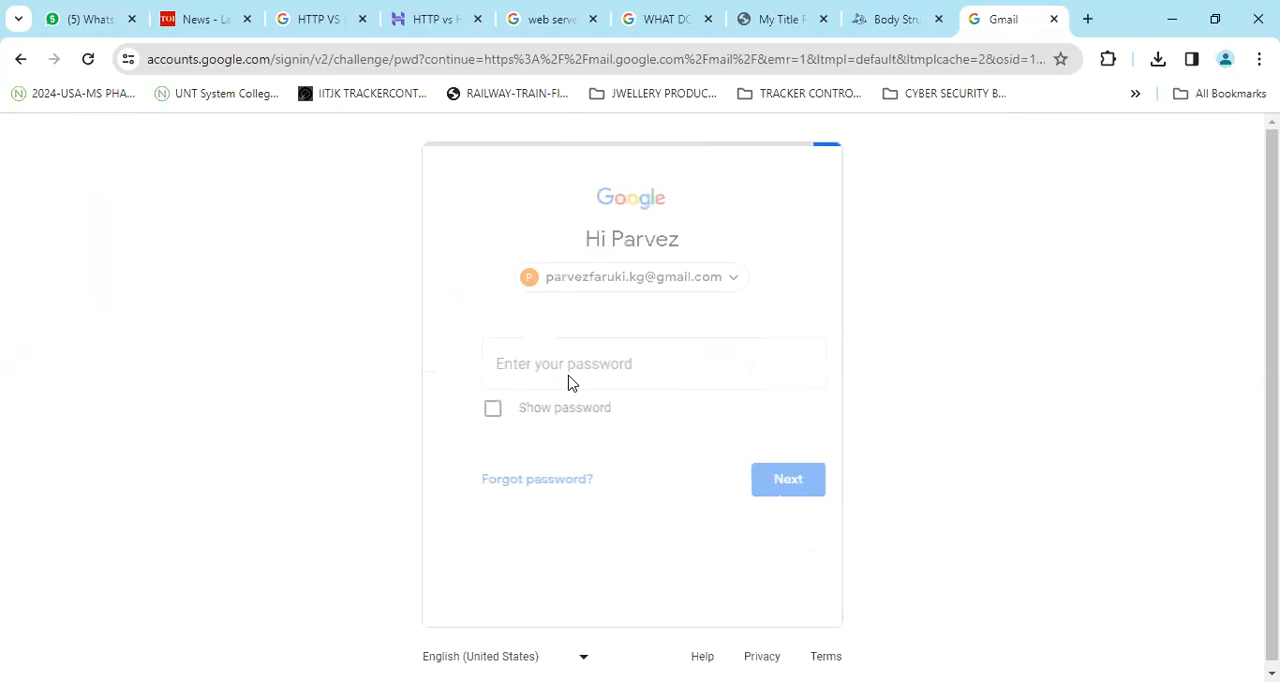 (5) Whats
TOI News - La
HTTP VS
HTTP vs H
web serve
WHAT DO
My Title P
Body Stru
Gmail
accounts.google.com/signin/v2/challenge/pwd?continue=https%3A%2F%2Fmail.google.com%2Fmail%2F&emr=1&ltmpl=default&ltmplcache=2&osid=1...
2024-USA-MS PHA...
UNT System Colleg...
IITJK TRACKERCONT...
RAILWAY-TRAIN-FI...
JWELLERY PRODUC...
TRACKER CONTRO...
CYBER SECURITY B...
All Bookmarks
Google
Hi Parvez
P parvezfaruki.kg@gmail.com
Enter your password
Show password
Forgot password?
Next
English (United States)
Help
Privacy
Terms